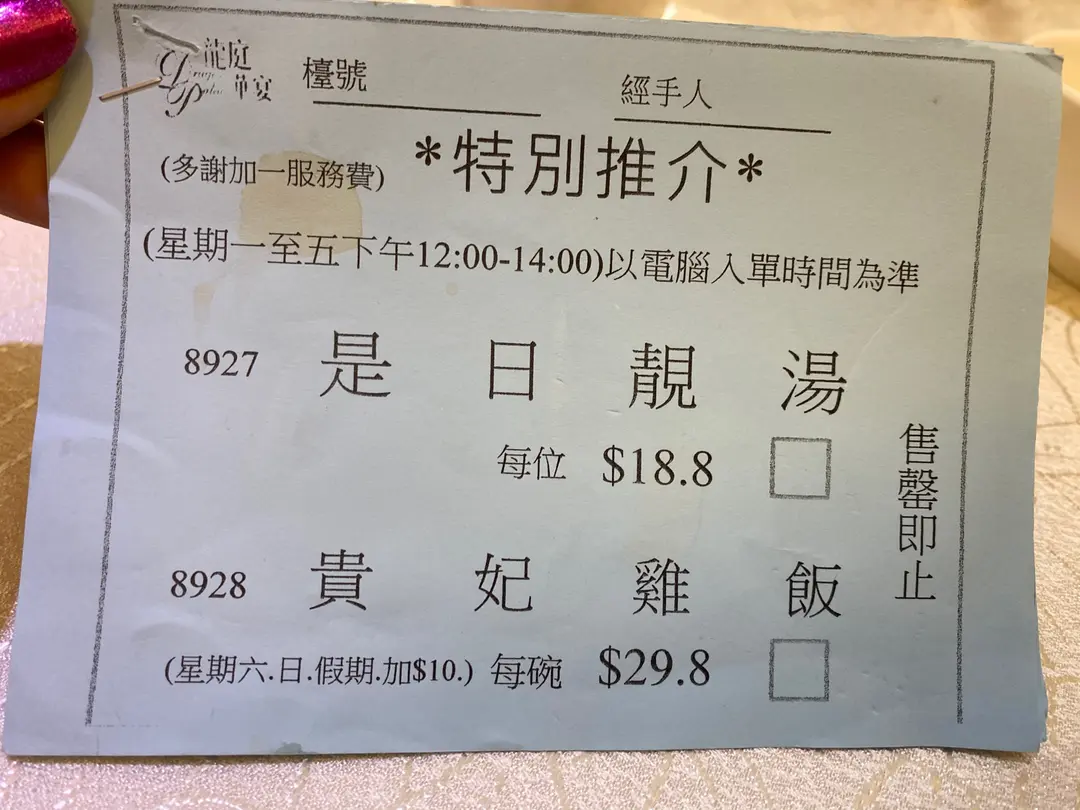 龍庭
華宴
檯號
經手人
*特別推介*
(多謝加一服務費)
(星期一至五下午12:00-14:00)以電腦入單時間為準
8927 是日靚湯
每位 $18.8
8928 貴妃雞飯
(星期六.日.假期.加$10.) 每碗 $29.8
售罄即止